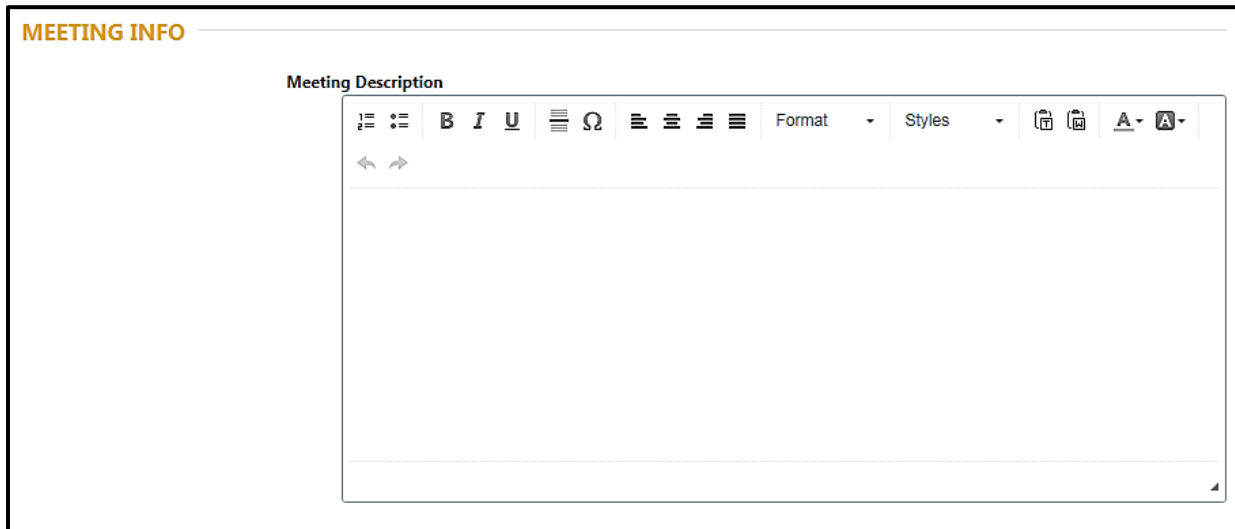 MEETING INFO
Meeting Description
B I U Ω Format Styles A A